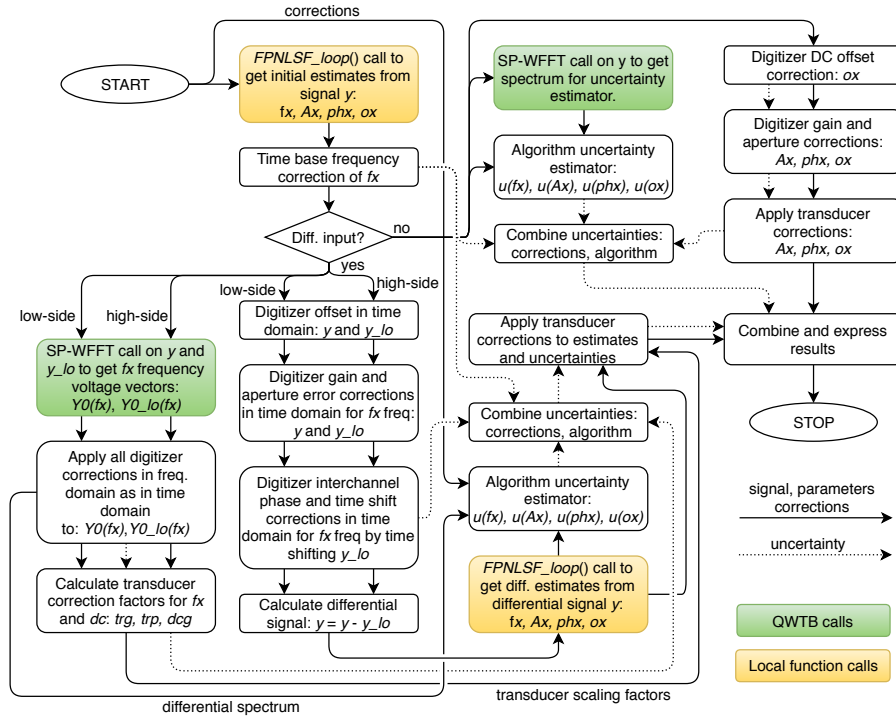 corrections
START
FPNLSF_loop() call to
get initial estimates from
signal y:
fx, Ax, phx, ox
Time base frequency
correction of fx
Diff. input?
no
yes
low-side
high-side
low-side
high-side
SP-WFFT call on y and
y_lo to get fx frequency
voltage vectors:
Y0(fx), Y0_lo(fx)
Apply all digitizer
corrections in freq.
domain as in time
domain
to: Y0(fx),Y0_lo(fx)
Calculate transducer
correction factors for fx
and dc: trg, trp, dcg
differential spectrum
Digitizer offset in time
domain: y and y_lo
Digitizer gain and
aperture error corrections
in time domain for fx freq:
y and y_lo
Digitizer interchannel
phase and time shift
corrections in time
domain for fx freq by time
shifting y_lo
Calculate differential
signal: y = y - y_lo
SP-WFFT call on y to get
spectrum for uncertainty
estimator.
Algorithm uncertainty
estimator:
u(fx), u(Ax), u(phx), u(ox)
Combine uncertainties:
corrections, algorithm
Apply transducer
corrections to estimates
and uncertainties
Combine uncertainties:
corrections, algorithm
Algorithm uncertainty
estimator:
u(fx), u(Ax), u(phx), u(ox)
FPNLSF_loop() call to
get diff. estimates from
differential signal y:
fx, Ax, phx, ox
transducer scaling factors
Digitizer DC offset
correction: ox
Digitizer gain and
aperture corrections:
Ax, phx, ox
Apply transducer
corrections:
Ax, phx, ox
Combine and express
results
STOP
signal, parameters
corrections
uncertainty
QWTB calls
Local function calls